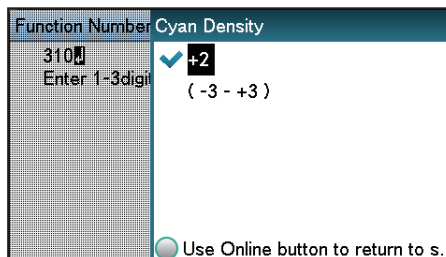 Function Number
310
Enter 1-3digi
Cyan Density
+2
( -3 - +3 )
Use Online button to return to s.